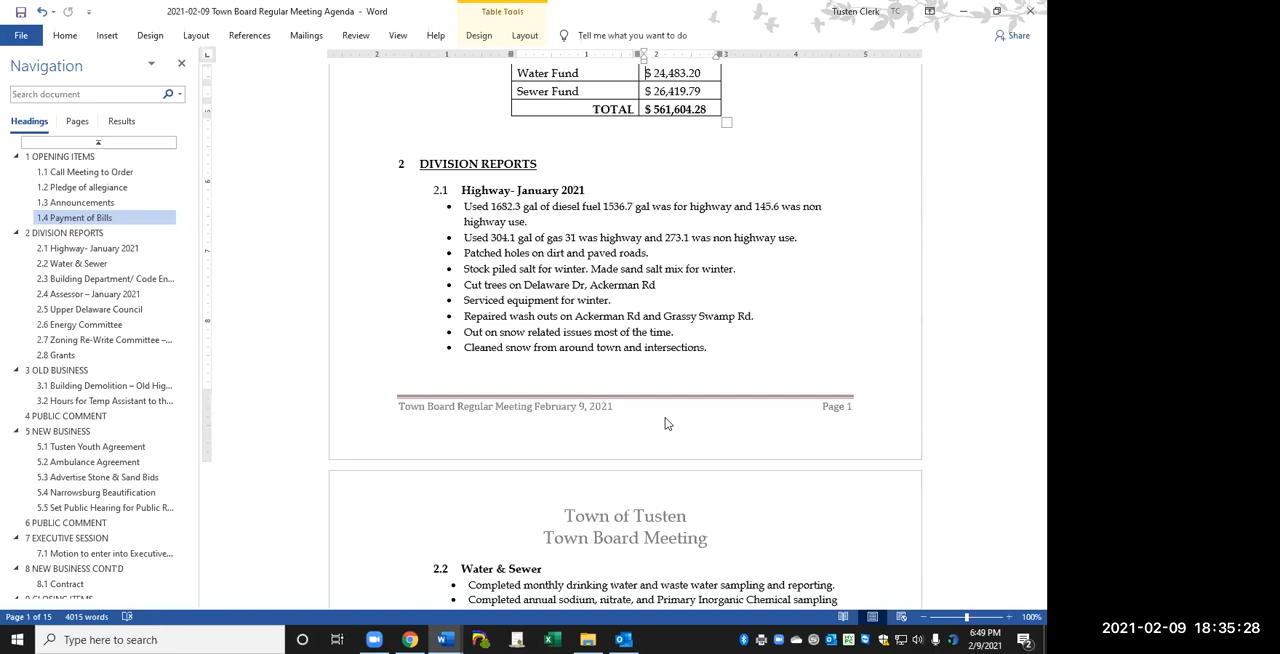 2021-02-09 Town Board Regular Meeting Agenda - Word
Table Tools
Tusten Clerk TC
File Home Insert Design Layout References Mailings Review View Help Design Layout Tell me what you want to do Share
Navigation
Search document
Headings Pages Results
1 OPENING ITEMS
1.1 Call Meeting to Order
1.2 Pledge of allegiance
1.3 Announcements
1.4 Payment of Bills
2 DIVISION REPORTS
2.1 Highway- January 2021
2.2 Water & Sewer
2.3 Building Department/ Code En...
2.4 Assessor – January 2021
2.5 Upper Delaware Council
2.6 Energy Committee
2.7 Zoning Re-Write Committee –...
2.8 Grants
3 OLD BUSINESS
3.1 Building Demolition – Old Hig...
3.2 Hours for Temp Assistant to th...
4 PUBLIC COMMENT
5 NEW BUSINESS
5.1 Tusten Youth Agreement
5.2 Ambulance Agreement
5.3 Advertise Stone & Sand Bids
5.4 Narrowsburg Beautification
5.5 Set Public Hearing for Public R...
6 PUBLIC COMMENT
7 EXECUTIVE SESSION
7.1 Motion to enter into Executive...
8 NEW BUSINESS CONT'D
8.1 Contract
9 CLOSING ITEMS
2 1 1 2 3 4 5
Water Fund $ 24,483.20
Sewer Fund $ 26,419.79
TOTAL $ 561,604.28
2 DIVISION REPORTS
2.1 Highway- January 2021
• Used 1682.3 gal of diesel fuel 1536.7 gal was for highway and 145.6 was non
highway use.
• Used 304.1 gal of gas 31 was highway and 273.1 was non highway use.
• Patched holes on dirt and paved roads.
• Stock piled salt for winter. Made sand salt mix for winter.
• Cut trees on Delaware Dr, Ackerman Rd
• Serviced equipment for winter.
• Repaired wash outs on Ackerman Rd and Grassy Swamp Rd.
• Out on snow related issues most of the time.
• Cleaned snow from around town and intersections.
Town Board Regular Meeting February 9, 2021 Page 1
Town of Tusten
Town Board Meeting
2.2 Water & Sewer
• Completed monthly drinking water and waste water sampling and reporting.
• Completed annual sodium, nitrate, and Primary Inorganic Chemical sampling
Page 1 of 15 4015 words 100%
Type here to search
6:49 PM
2/9/2021
2
2021-02-09 18:35:28